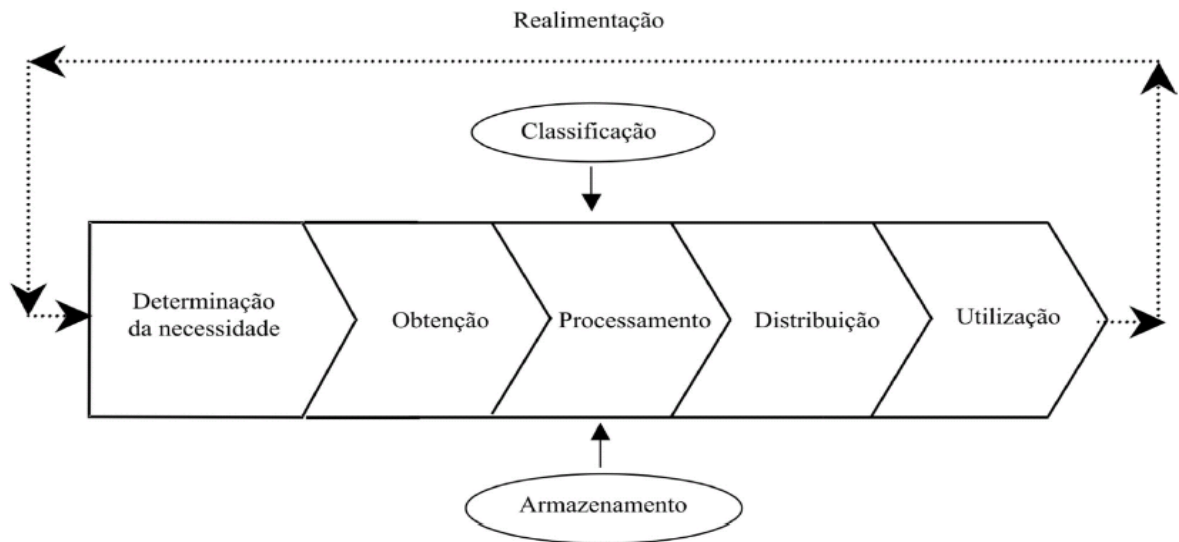 Realimentação
Classificação
Determinação
da necessidade
Obtenção
Processamento
Distribuição
Utilização
Armazenamento